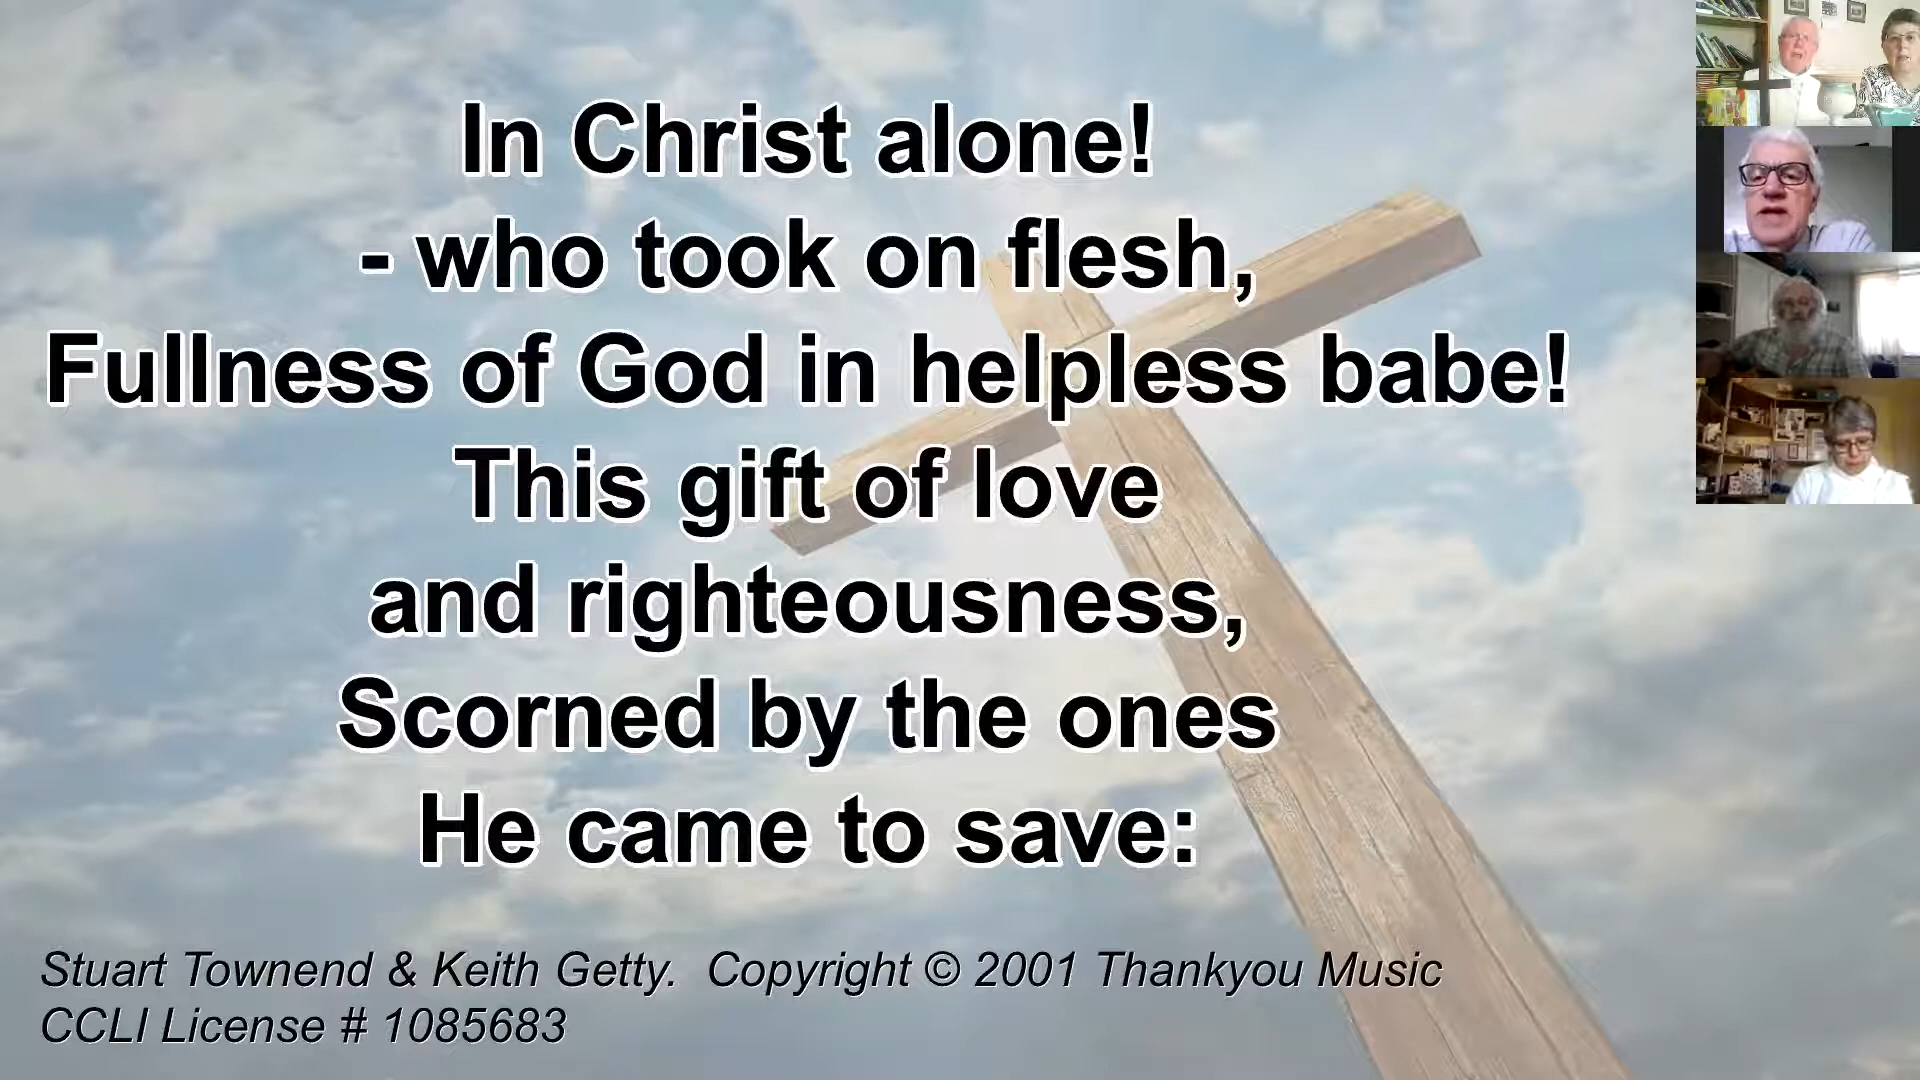 In Christ alone!
- who took on flesh,
Fullness of God in helpless babe!
This gift of love
and righteousness,
Scorned by the ones
He came to save:
Stuart Townend & Keith Getty.  Copyright © 2001 Thankyou Music
CCLI License # 1085683